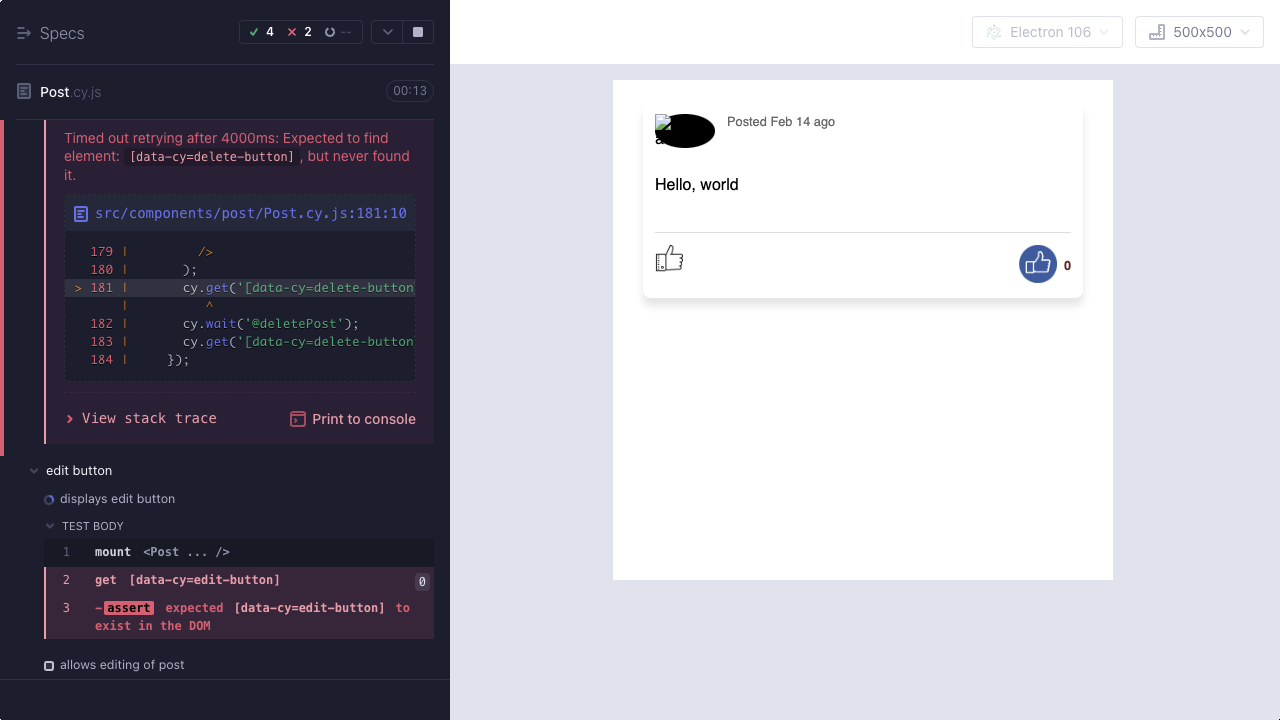 Specs
4 2 --
Electron 106
500x500
Post.cy.js
00:13
Timed out retrying after 4000ms: Expected to find
element: [data-cy=delete-button], but never found
it.
src/components/post/Post.cy.js:181:10
179 | />
180 | );
> 181 | cy.get('[data-cy=delete-button
| ^
182 | cy.wait('@deletePost');
183 | cy.get('[data-cy=delete-button
184 | });
View stack trace
Print to console
edit button
displays edit button
TEST BODY
1 mount <Post ... />
2 get [data-cy=edit-button] 0
3 -assert expected [data-cy=edit-button] to
exist in the DOM
allows editing of post
Posted Feb 14 ago
Hello, world
0